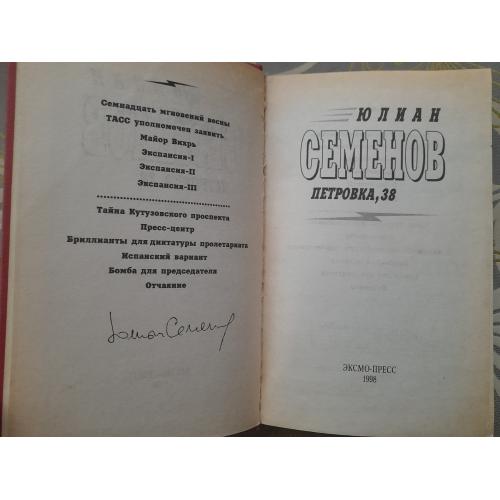 Семнадцать мгновений весны
ТАСС уполномочен заявить
Майор Вихрь
Экспансия-I
Экспансия-II
Экспансия-III
Тайна Кутузовского проспекта
Пресс-центр
Бриллианты для диктатуры пролетариата
Испанский вариант
Бомба для председателя
Отчаяние
ЮЛИАН
СЕМЕНОВ
ПЕТРОВКА, 38
ЭКСМО-ПРЕСС
1998